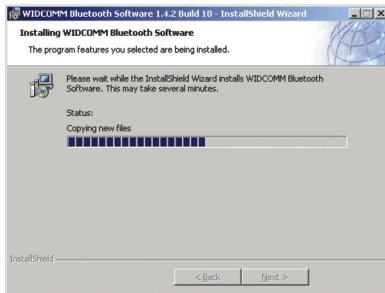 WIDCOMM Bluetooth Software 1.4.2 Build 10 - InstallShield Wizard
Installing WIDCOMM Bluetooth Software
The program features you selected are being installed.
Please wait while the InstallShield Wizard installs WIDCOMM Bluetooth
Software. This may take several minutes.
Status:
Copying new files
InstallShield
< Back Next >